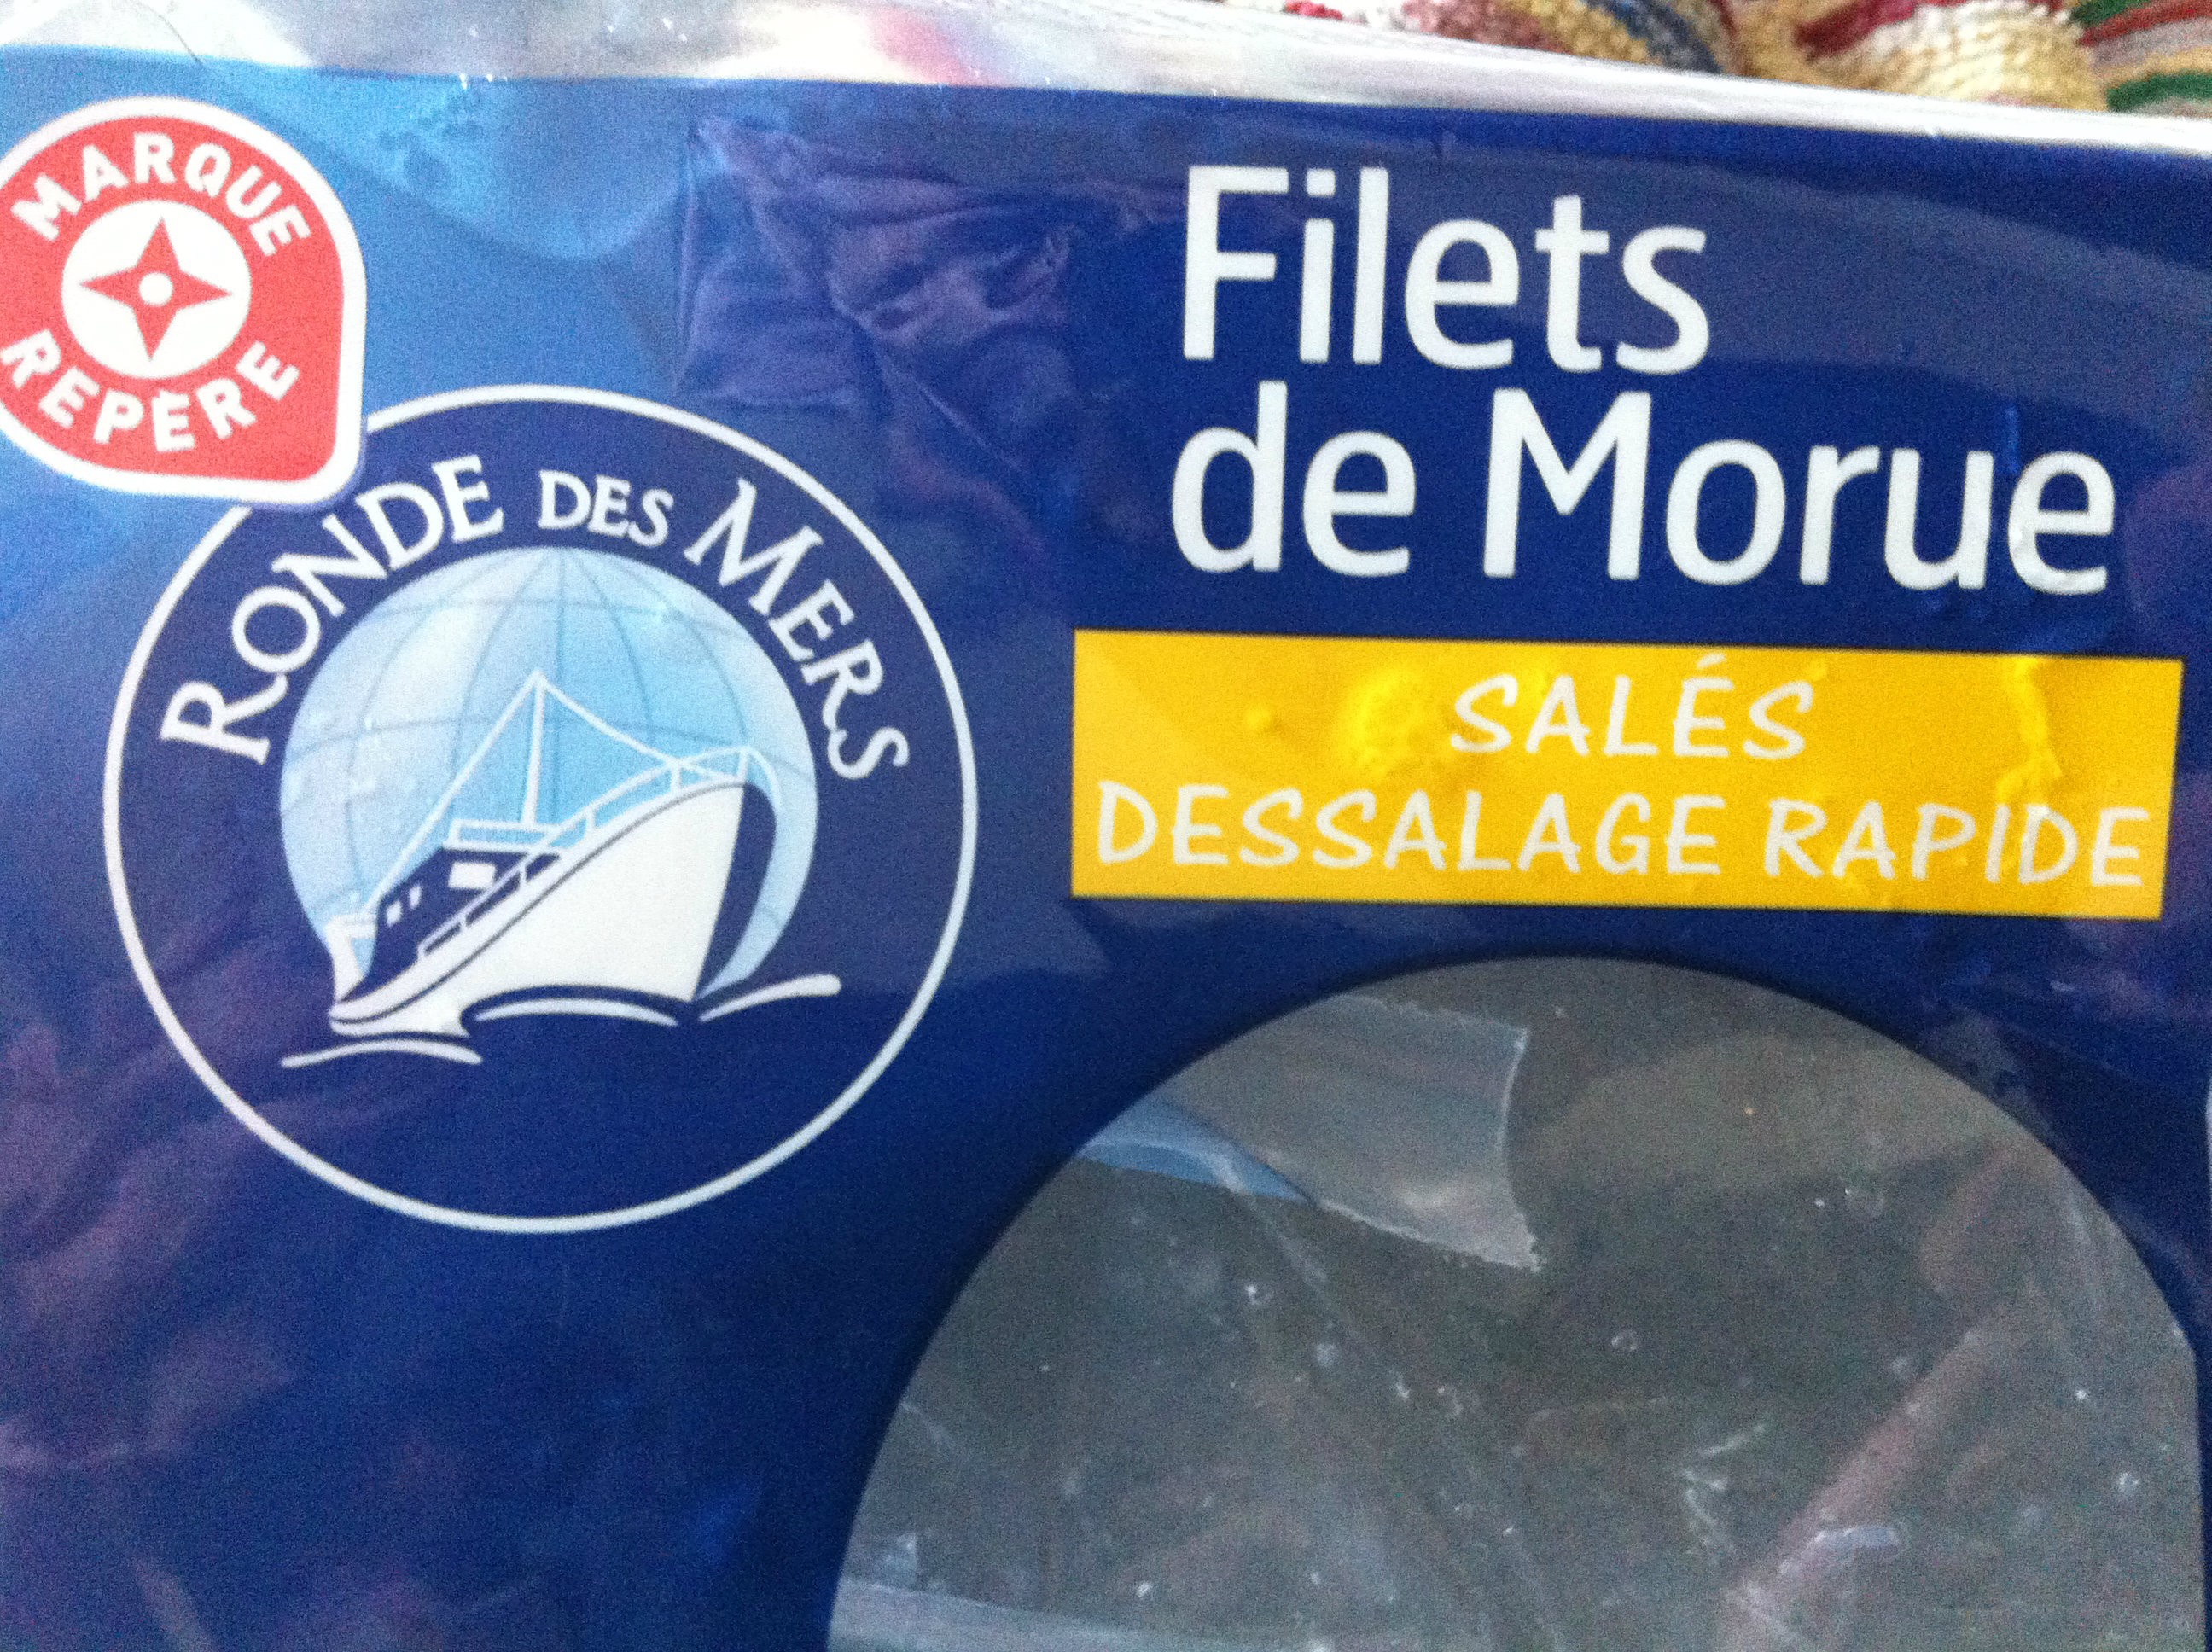 MARQUE
REPÈRE
RONDE DES MERS
Filets
de Morue
SALÉS
DESSALAGE RAPIDE